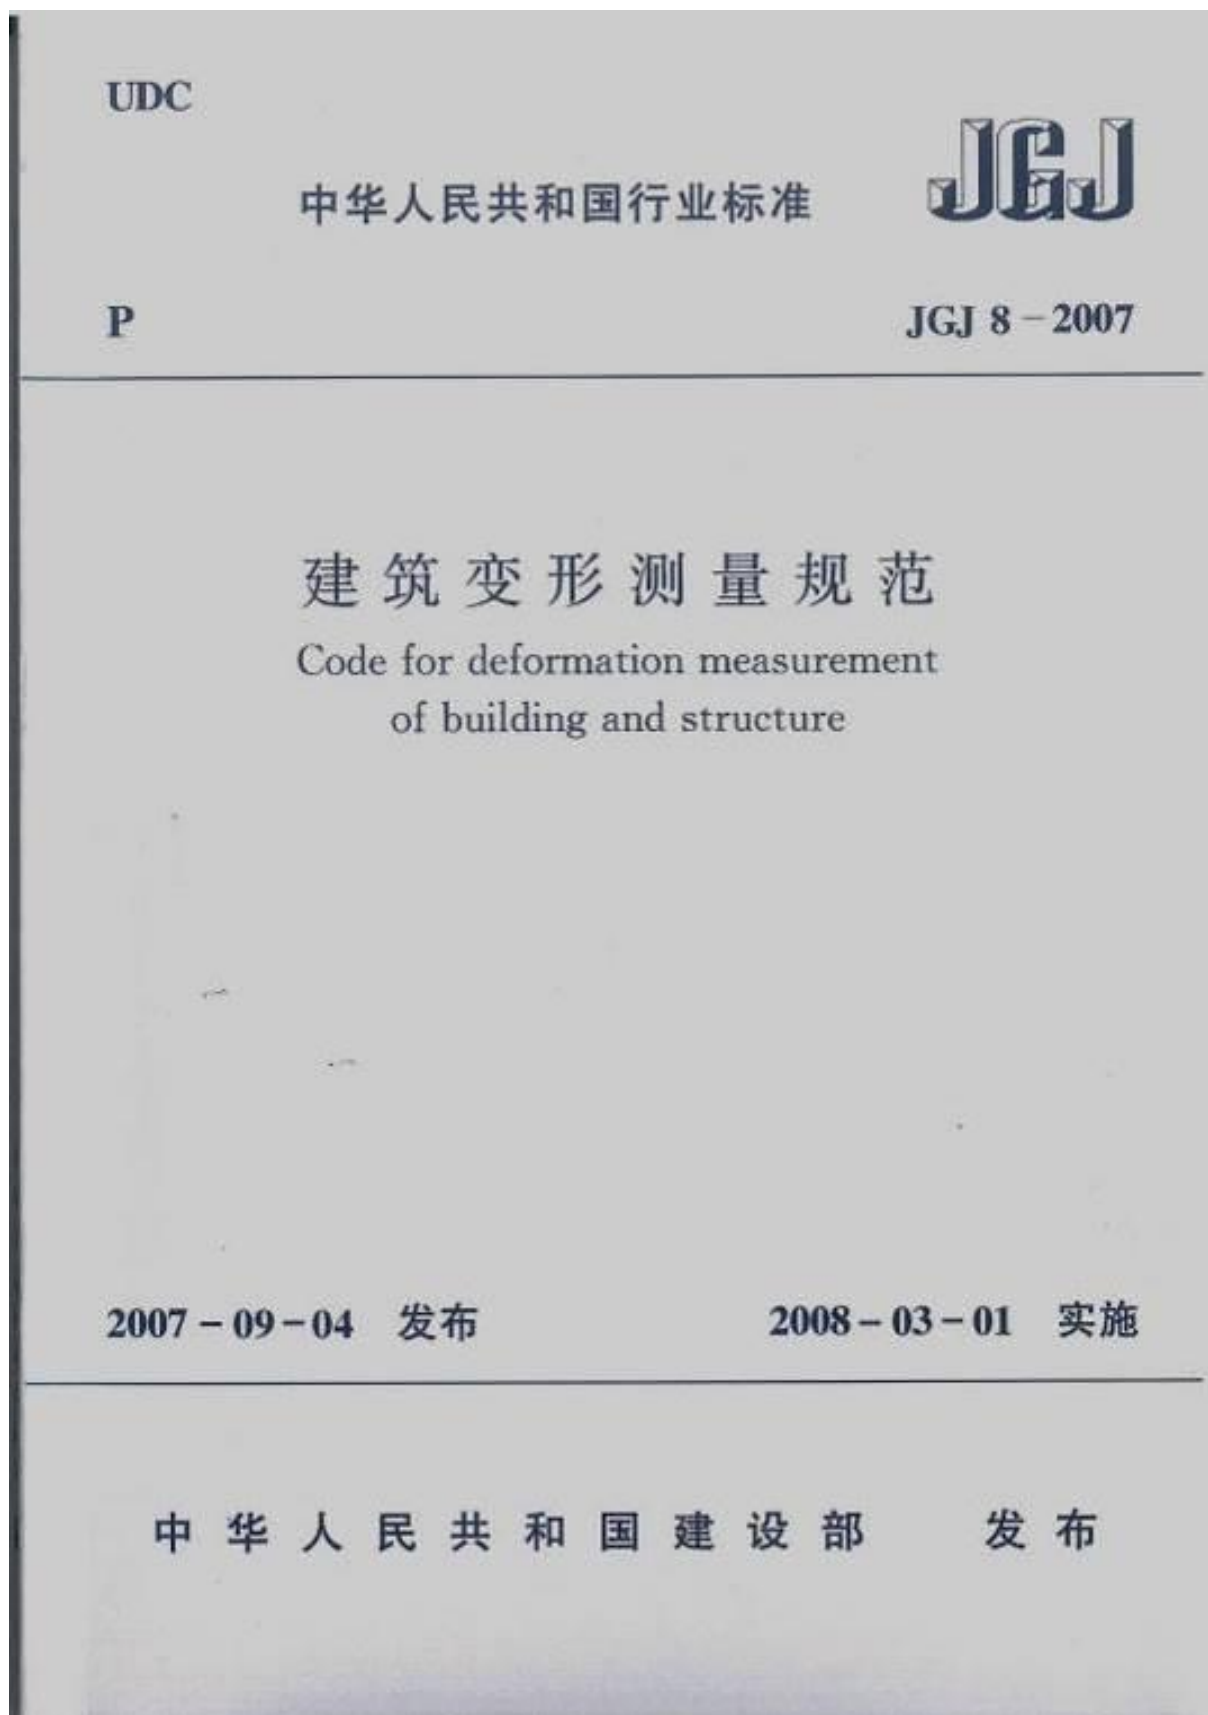 UDC
JGJ
中华人民共和国行业标准
P
JGJ 8－2007
建筑变形测量规范
Code for deformation measurement
of building and structure
2007－09－04 发布
2008－03－01 实施
中华人民共和国建设部 发布